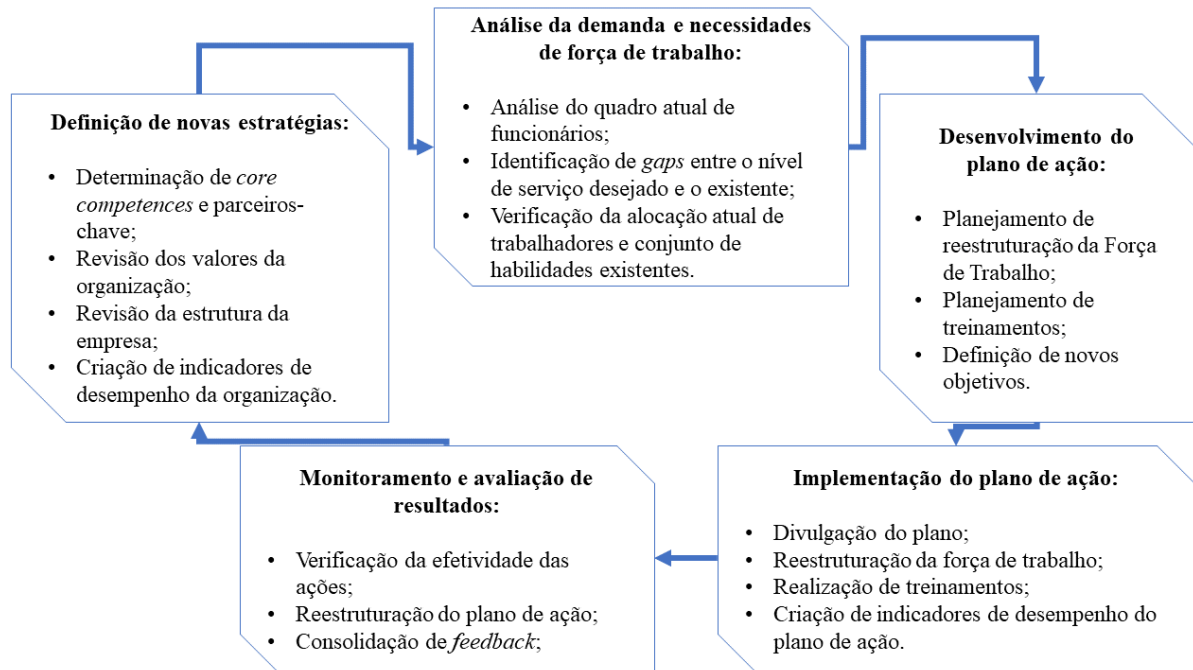 Definição de novas estratégias:
• Determinação de core
competences e parceiros-
chave;
• Revisão dos valores da
organização;
• Revisão da estrutura da
empresa;
• Criação de indicadores de
desempenho da organização.
Análise da demanda e necessidades
de força de trabalho:
• Análise do quadro atual de
funcionários;
• Identificação de gaps entre o nível
de serviço desejado e o existente;
• Verificação da alocação atual de
trabalhadores e conjunto de
habilidades existentes.
Desenvolvimento do
plano de ação:
• Planejamento de
reestruturação da Força
de Trabalho;
• Planejamento de
treinamentos;
• Definição de novos
objetivos.
Implementação do plano de ação:
• Divulgação do plano;
• Reestruturação da força de trabalho;
• Realização de treinamentos;
• Criação de indicadores de desempenho do
plano de ação.
Monitoramento e avaliação de
resultados:
• Verificação da efetividade das
ações;
• Reestruturação do plano de ação;
• Consolidação de feedback;